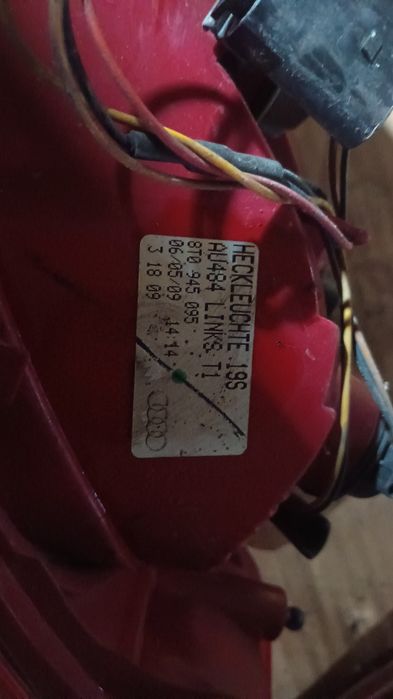 HECKLEUCHTE 19S
AU484 LINKS T1
8T0 945 095
06/05/09 14:14
3 18 09